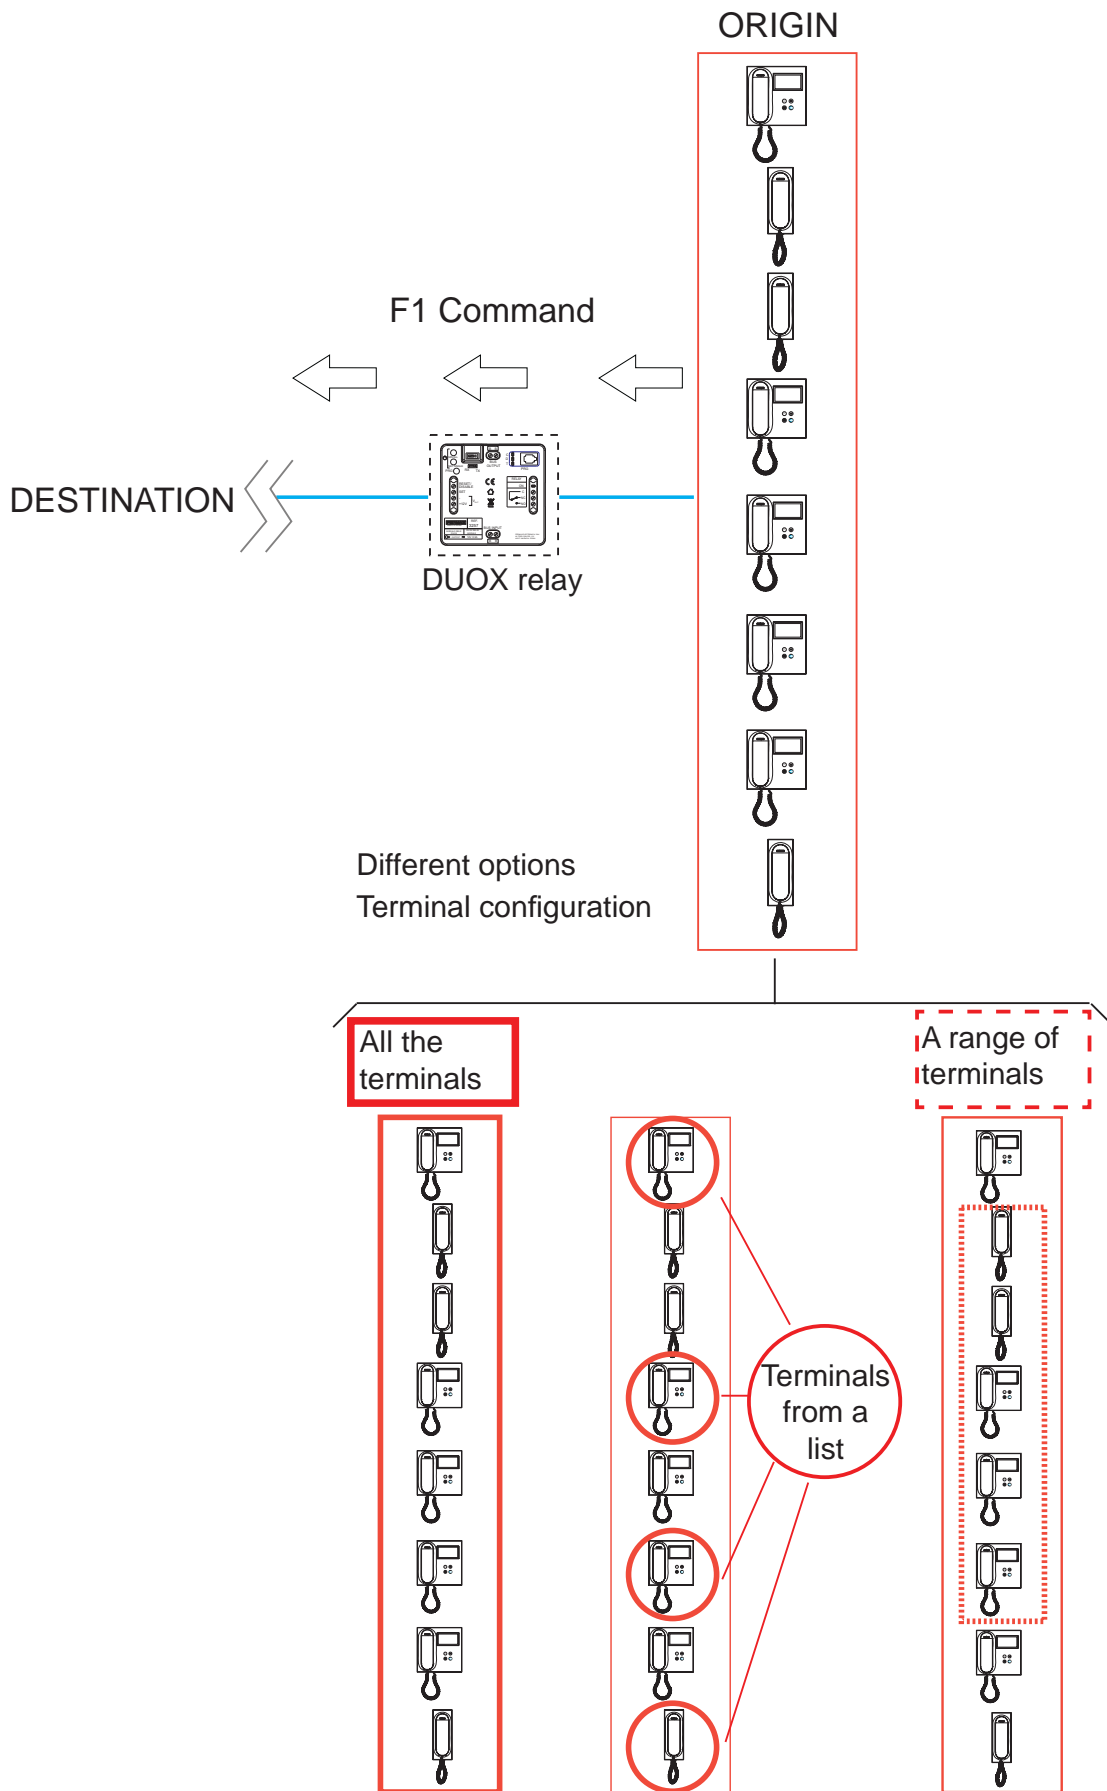 ORIGIN
F1 Command
DESTINATION
DUOX relay
Different options
Terminal configuration
All the
terminals
A range of
terminals
Terminals
from a
list